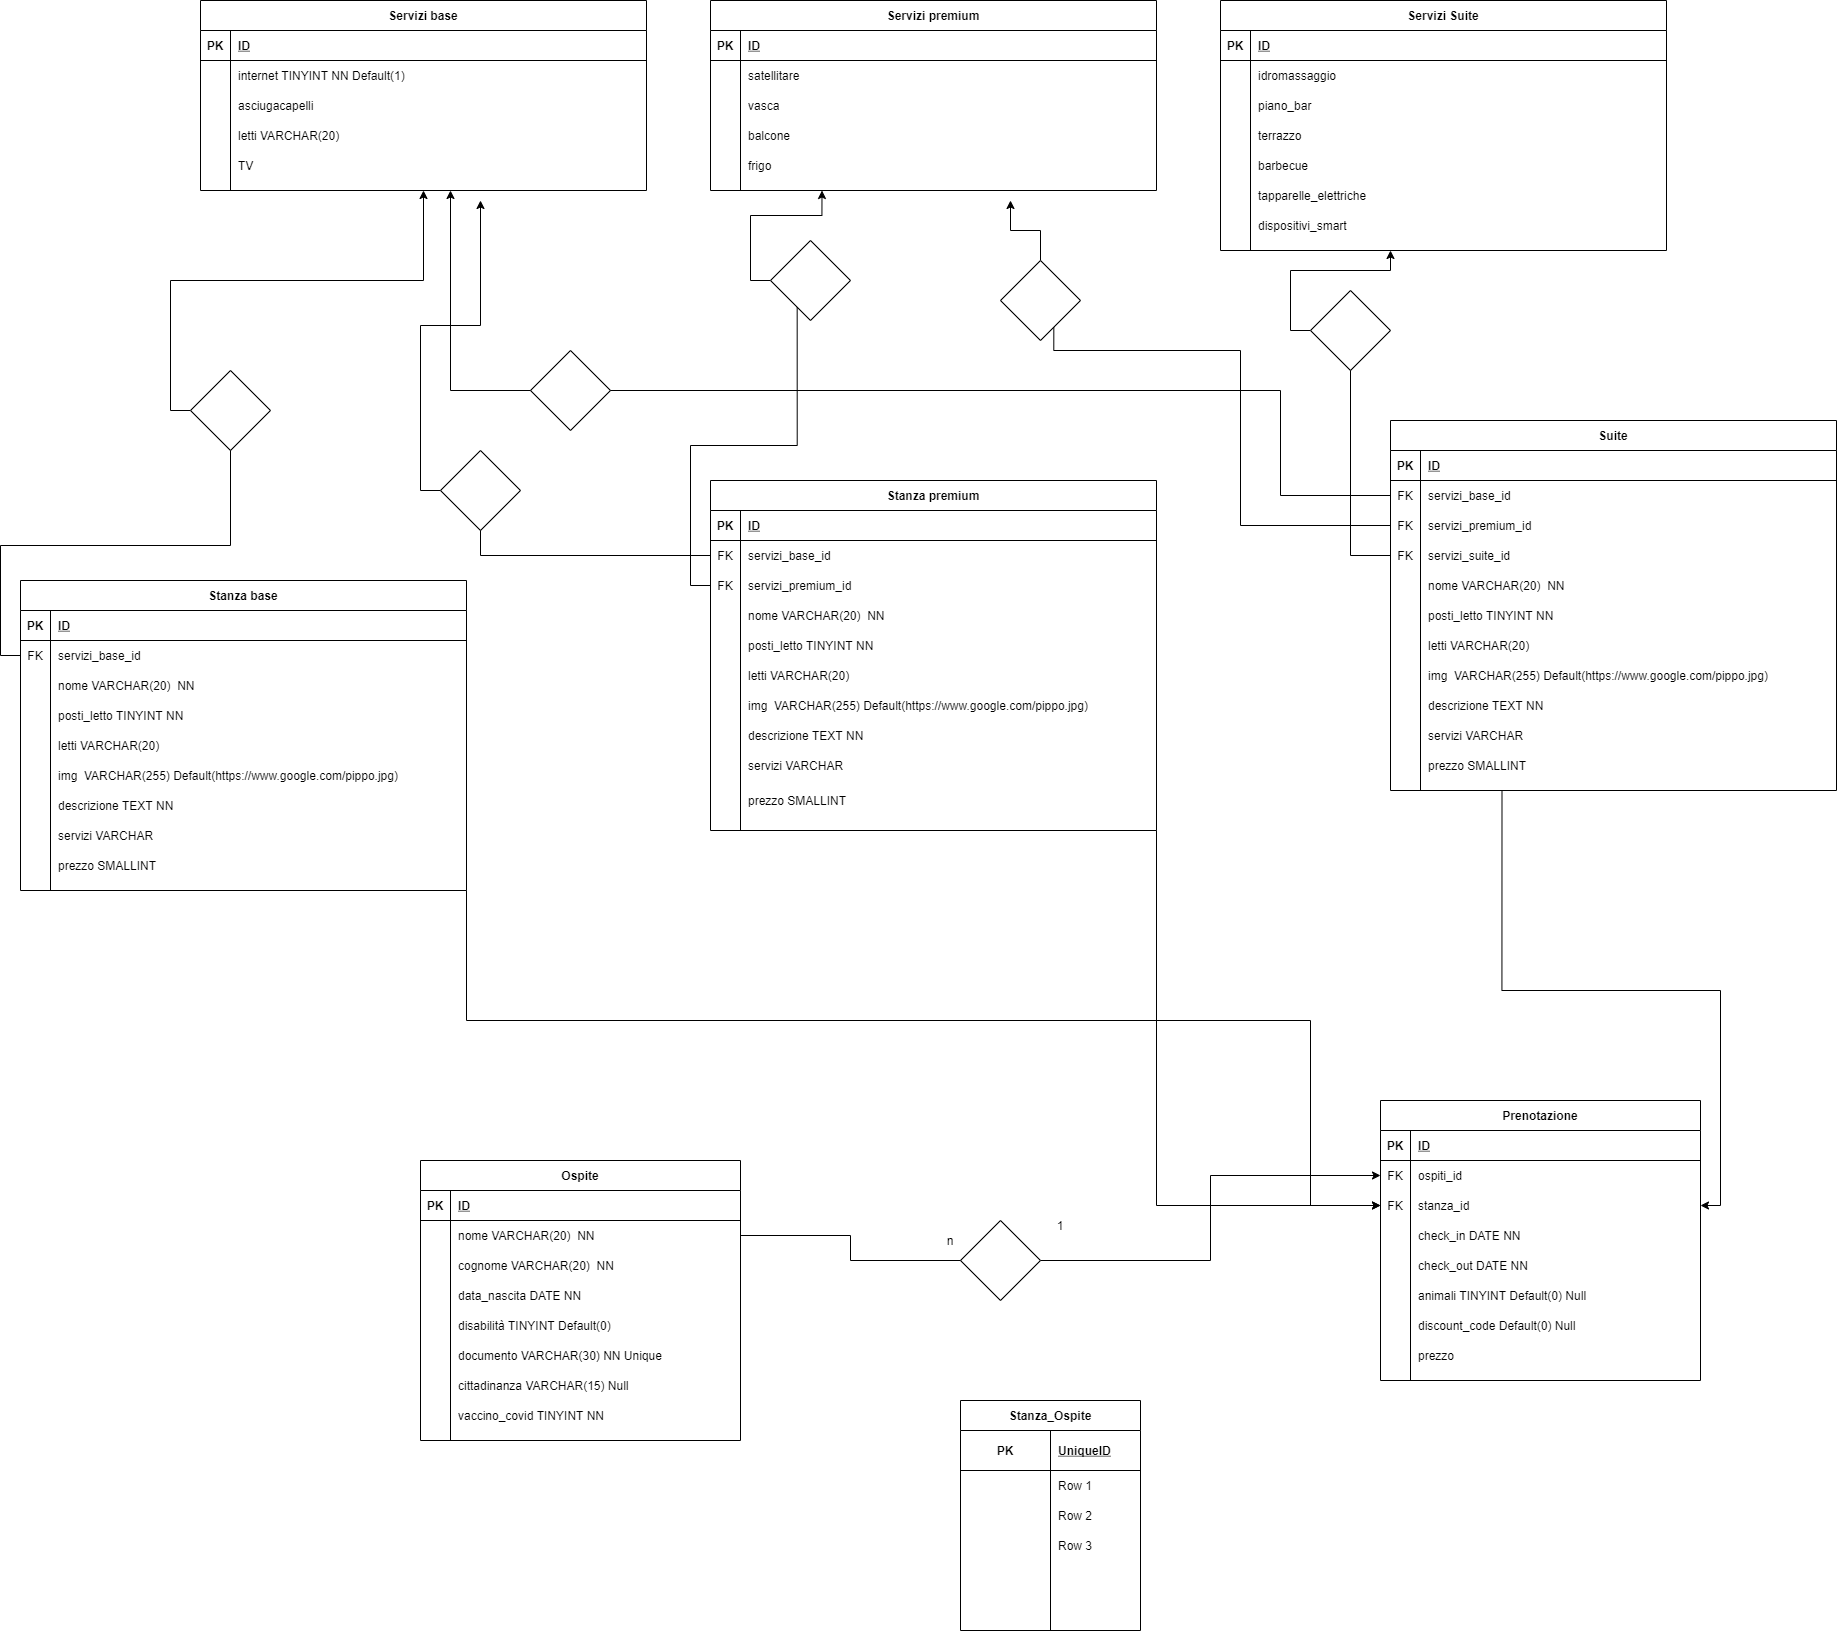 Servizi base
PK ID
internet TINYINT NN Default(1)
asciugacapelli
letti VARCHAR(20)
TV
Servizi premium
PK ID
satellitare
vasca
balcone
frigo
Servizi Suite
PK ID
idromassaggio
piano_bar
terrazzo
barbecue
tapparelle_elettriche
dispositivi_smart
Suite
PK ID
FK servizi_base_id
FK servizi_premium_id
FK servizi_suite_id
nome VARCHAR(20) NN
posti_letto TINYINT NN
letti VARCHAR(20)
img VARCHAR(255) Default(https://www.google.com/pippo.jpg)
descrizione TEXT NN
servizi VARCHAR
prezzo SMALLINT
Stanza premium
PK ID
FK servizi_base_id
FK servizi_premium_id
nome VARCHAR(20) NN
posti_letto TINYINT NN
letti VARCHAR(20)
img VARCHAR(255) Default(https://www.google.com/pippo.jpg)
descrizione TEXT NN
servizi VARCHAR
prezzo SMALLINT
Stanza base
PK ID
FK servizi_base_id
nome VARCHAR(20) NN
posti_letto TINYINT NN
letti VARCHAR(20)
img VARCHAR(255) Default(https://www.google.com/pippo.jpg)
descrizione TEXT NN
servizi VARCHAR
prezzo SMALLINT
Prenotazione
PK ID
FK ospiti_id
FK stanza_id
check_in DATE NN
check_out DATE NN
animali TINYINT Default(0) Null
discount_code Default(0) Null
prezzo
Ospite
PK ID
nome VARCHAR(20) NN
cognome VARCHAR(20) NN
data_nascita DATE NN
disabilità TINYINT Default(0)
documento VARCHAR(30) NN Unique
cittadinanza VARCHAR(15) Null
vaccino_covid TINYINT NN
n
1
Stanza_Ospite
PK UniqueID
Row 1
Row 2
Row 3